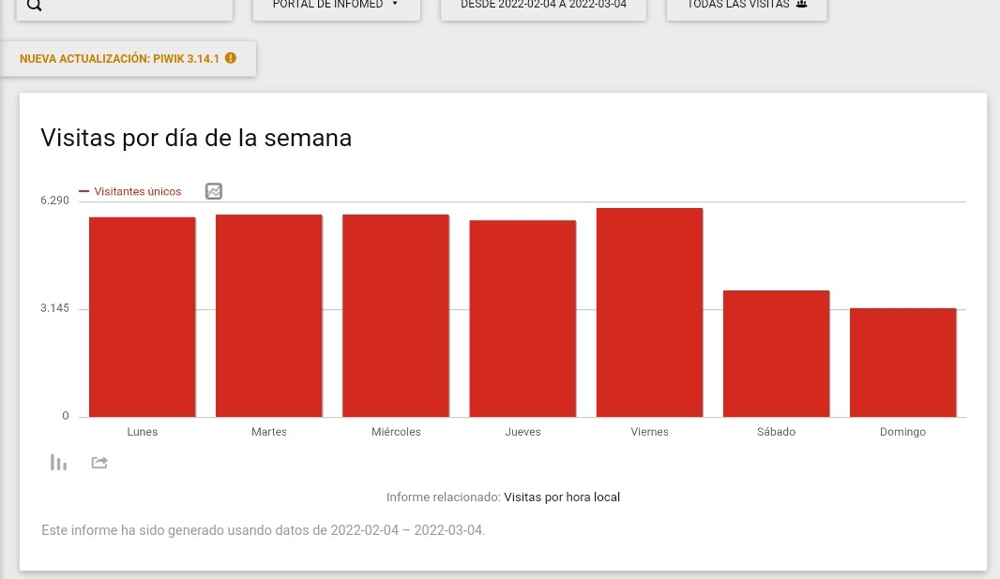 PORTAL DE INFOMED
DESDE 2022-02-04 A 2022-03-04
TODAS LAS VISITAS
NUEVA ACTUALIZACIÓN: PIWIK 3.14.1
Visitas por día de la semana
Visitantes únicos
6.290
3.145
0
Lunes Martes Miércoles Jueves Viernes Sábado Domingo
Informe relacionado: Visitas por hora local
Este informe ha sido generado usando datos de 2022-02-04 – 2022-03-04.